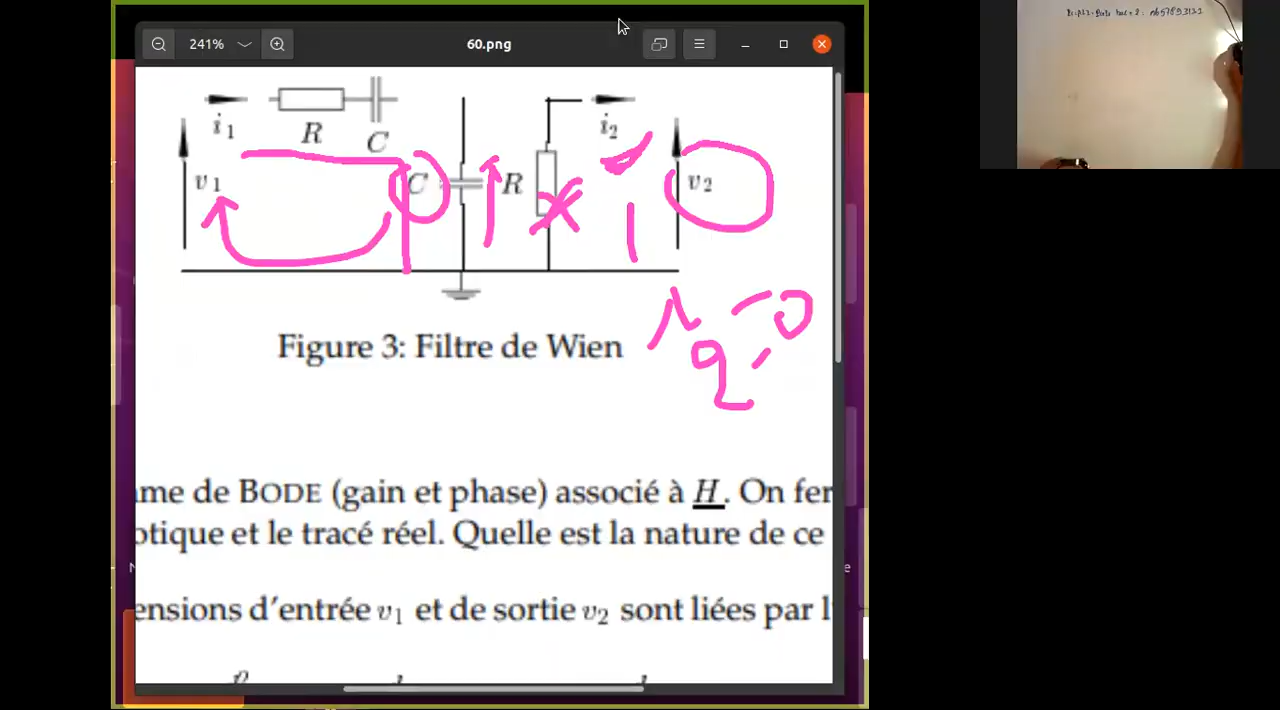 241%
60.png
i1
R
C
i2
v1
C
R
v2
i2 = 0
Figure 3: Filtre de Wien
me de BODE (gain et phase) associé à H. On fer
otique et le tracé réel. Quelle est la nature de ce
ensions d'entrée v1 et de sortie v2 sont liées par l